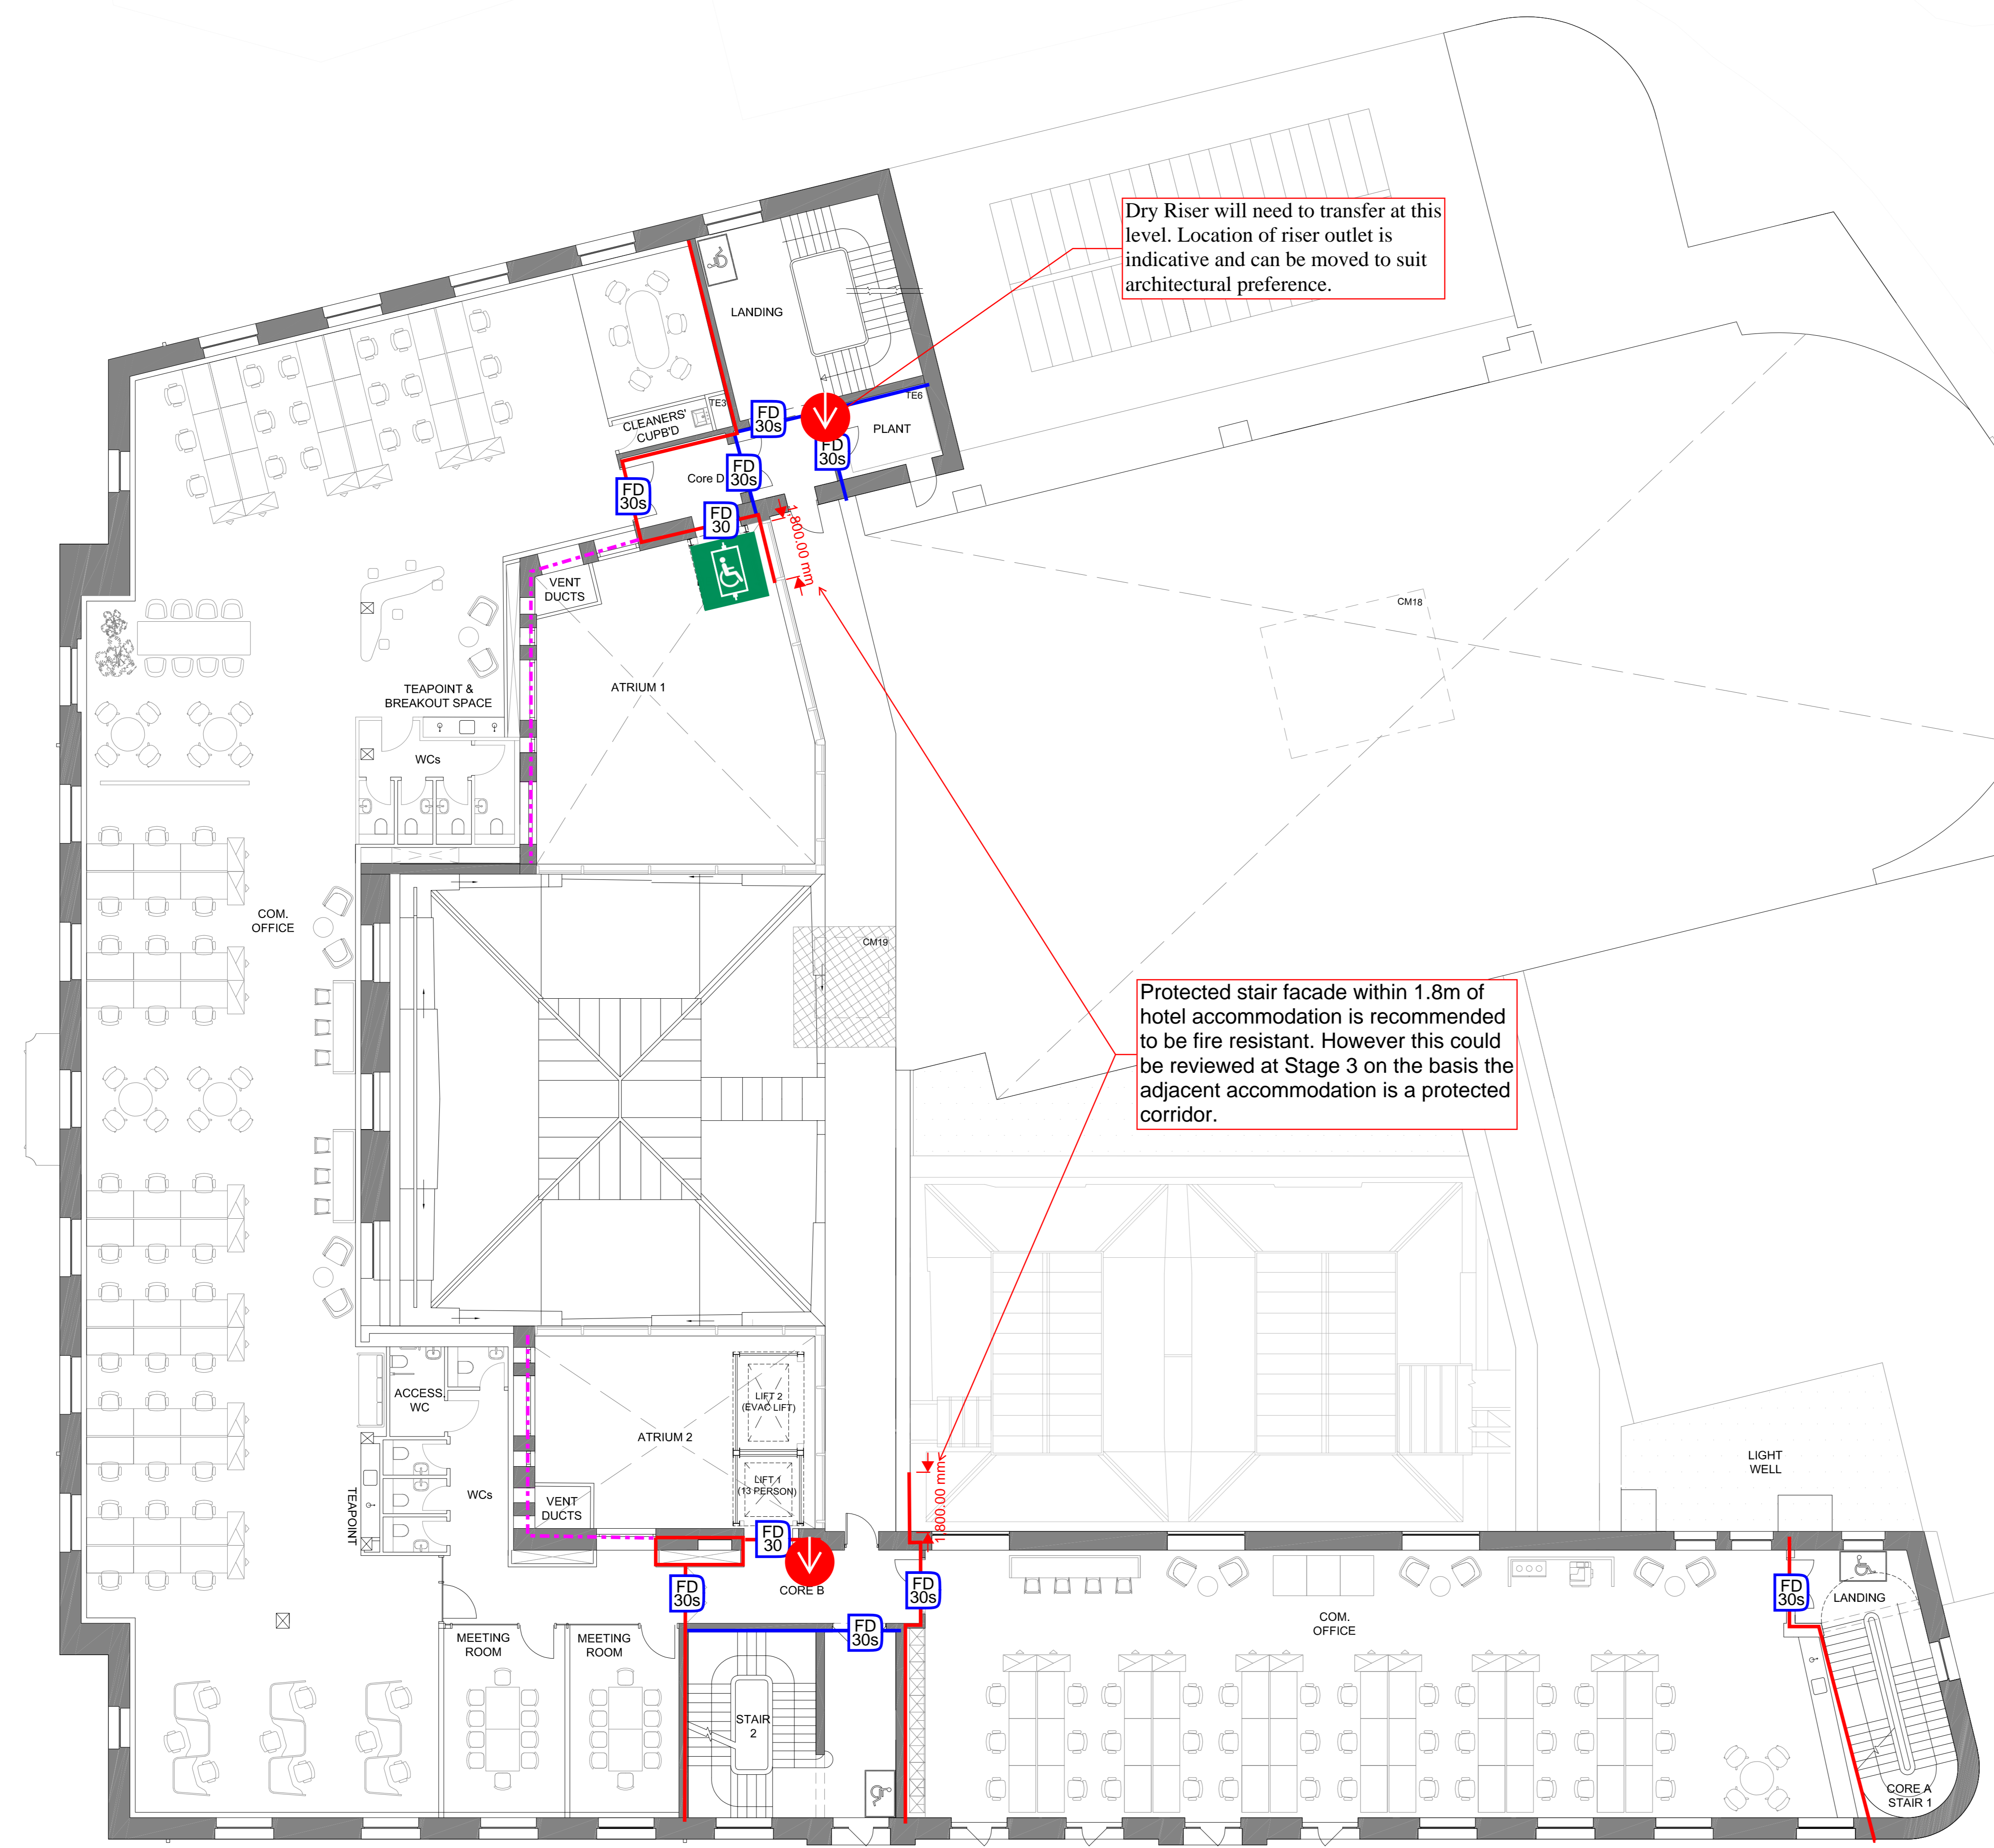 Dry Riser will need to transfer at this
level. Location of riser outlet is
indicative and can be moved to suit
architectural preference.
LANDING
TE3
TE6
CLEANERS'
CUPB'D
FD
30s
FD
30s
PLANT
FD
30s
Core D
FD
30s
FD
30
1,800.00 mm
VENT
DUCTS
CM18
ATRIUM 1
TEAPOINT &
BREAKOUT SPACE
WCs
COM.
OFFICE
CM19
Protected stair facade within 1.8m of
hotel accommodation is recommended
to be fire resistant. However this could
be reviewed at Stage 3 on the basis the
adjacent accommodation is a protected
corridor.
ACCESS.
WC
LIFT 2
(EVAC LIFT)
ATRIUM 2
LIFT 1
(13 PERSON)
WCs
TEAPOINT
VENT
DUCTS
1,800.00 mm
LIGHT
WELL
FD
30
CORE B
FD
30s
FD
30s
FD
30s
MEETING
ROOM
MEETING
ROOM
STAIR
2
COM.
OFFICE
FD
30s
LANDING
CORE A
STAIR 1